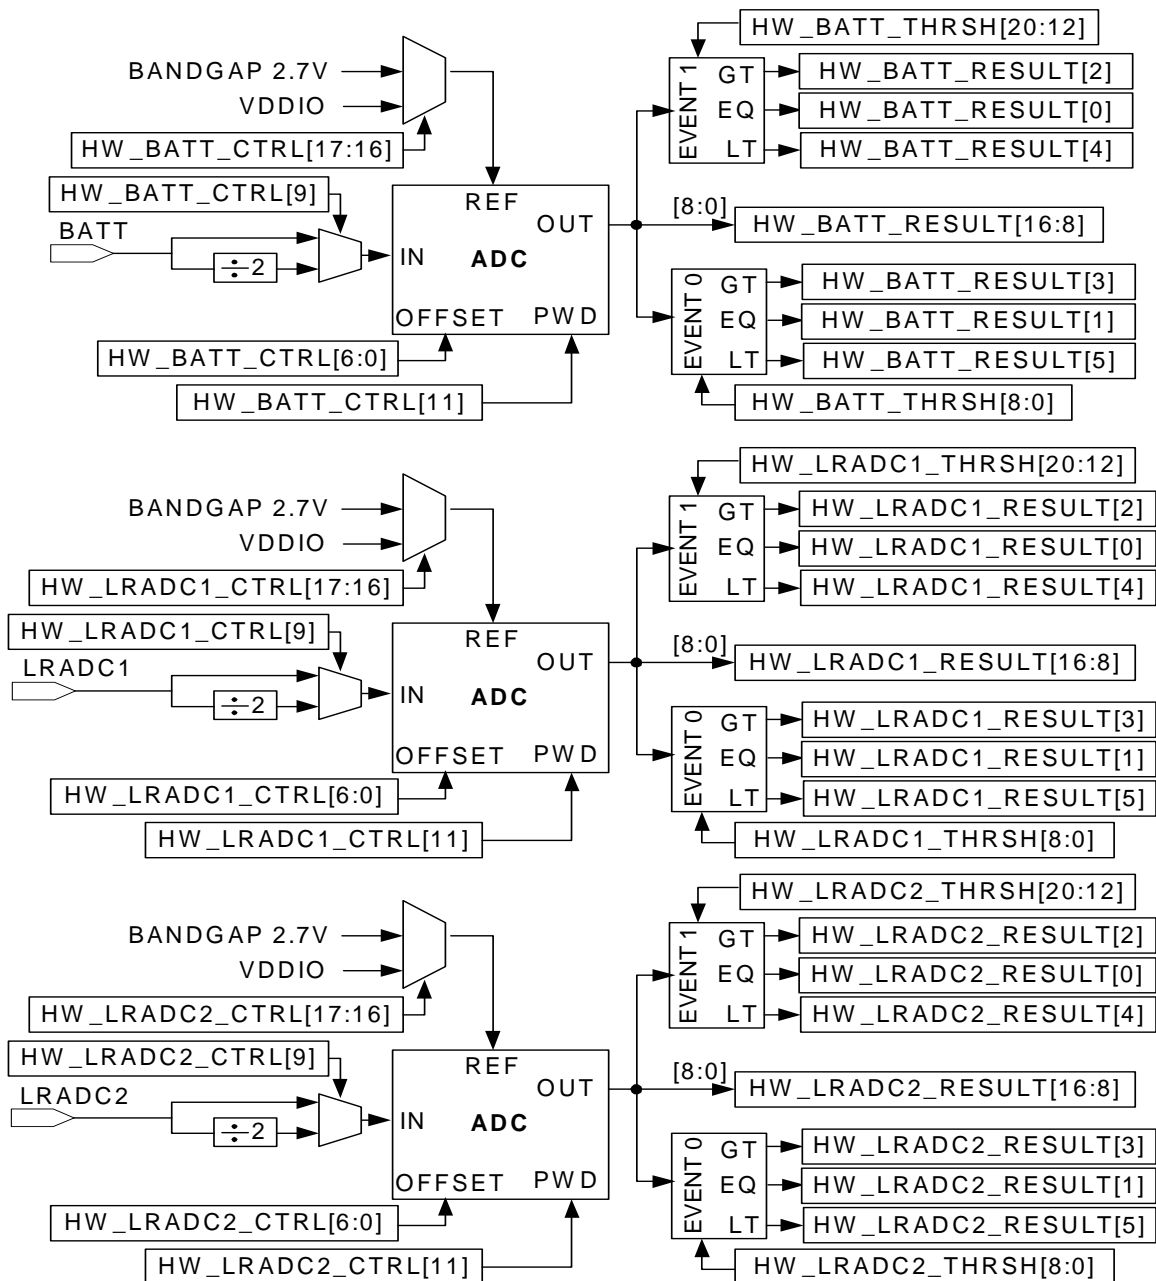 HW_BATT_THRSH[20:12]
BANDGAP 2.7V
VDDIO
HW_BATT_CTRL[17:16]
HW_BATT_CTRL[9]
BATT
÷2
REF
OUT
IN
ADC
OFFSET
PWD
HW_BATT_CTRL[6:0]
HW_BATT_CTRL[11]
EVENT 1
GT
HW_BATT_RESULT[2]
EQ
HW_BATT_RESULT[0]
LT
HW_BATT_RESULT[4]
[8:0]
HW_BATT_RESULT[16:8]
EVENT 0
GT
HW_BATT_RESULT[3]
EQ
HW_BATT_RESULT[1]
LT
HW_BATT_RESULT[5]
HW_BATT_THRSH[8:0]
HW_LRADC1_THRSH[20:12]
BANDGAP 2.7V
VDDIO
HW_LRADC1_CTRL[17:16]
HW_LRADC1_CTRL[9]
LRADC1
÷2
REF
OUT
IN
ADC
OFFSET
PWD
HW_LRADC1_CTRL[6:0]
HW_LRADC1_CTRL[11]
EVENT 1
GT
HW_LRADC1_RESULT[2]
EQ
HW_LRADC1_RESULT[0]
LT
HW_LRADC1_RESULT[4]
[8:0]
HW_LRADC1_RESULT[16:8]
EVENT 0
GT
HW_LRADC1_RESULT[3]
EQ
HW_LRADC1_RESULT[1]
LT
HW_LRADC1_RESULT[5]
HW_LRADC1_THRSH[8:0]
HW_LRADC2_THRSH[20:12]
BANDGAP 2.7V
VDDIO
HW_LRADC2_CTRL[17:16]
HW_LRADC2_CTRL[9]
LRADC2
÷2
REF
OUT
IN
ADC
OFFSET
PWD
HW_LRADC2_CTRL[6:0]
HW_LRADC2_CTRL[11]
EVENT 1
GT
HW_LRADC2_RESULT[2]
EQ
HW_LRADC2_RESULT[0]
LT
HW_LRADC2_RESULT[4]
[8:0]
HW_LRADC2_RESULT[16:8]
EVENT 0
GT
HW_LRADC2_RESULT[3]
EQ
HW_LRADC2_RESULT[1]
LT
HW_LRADC2_RESULT[5]
HW_LRADC2_THRSH[8:0]